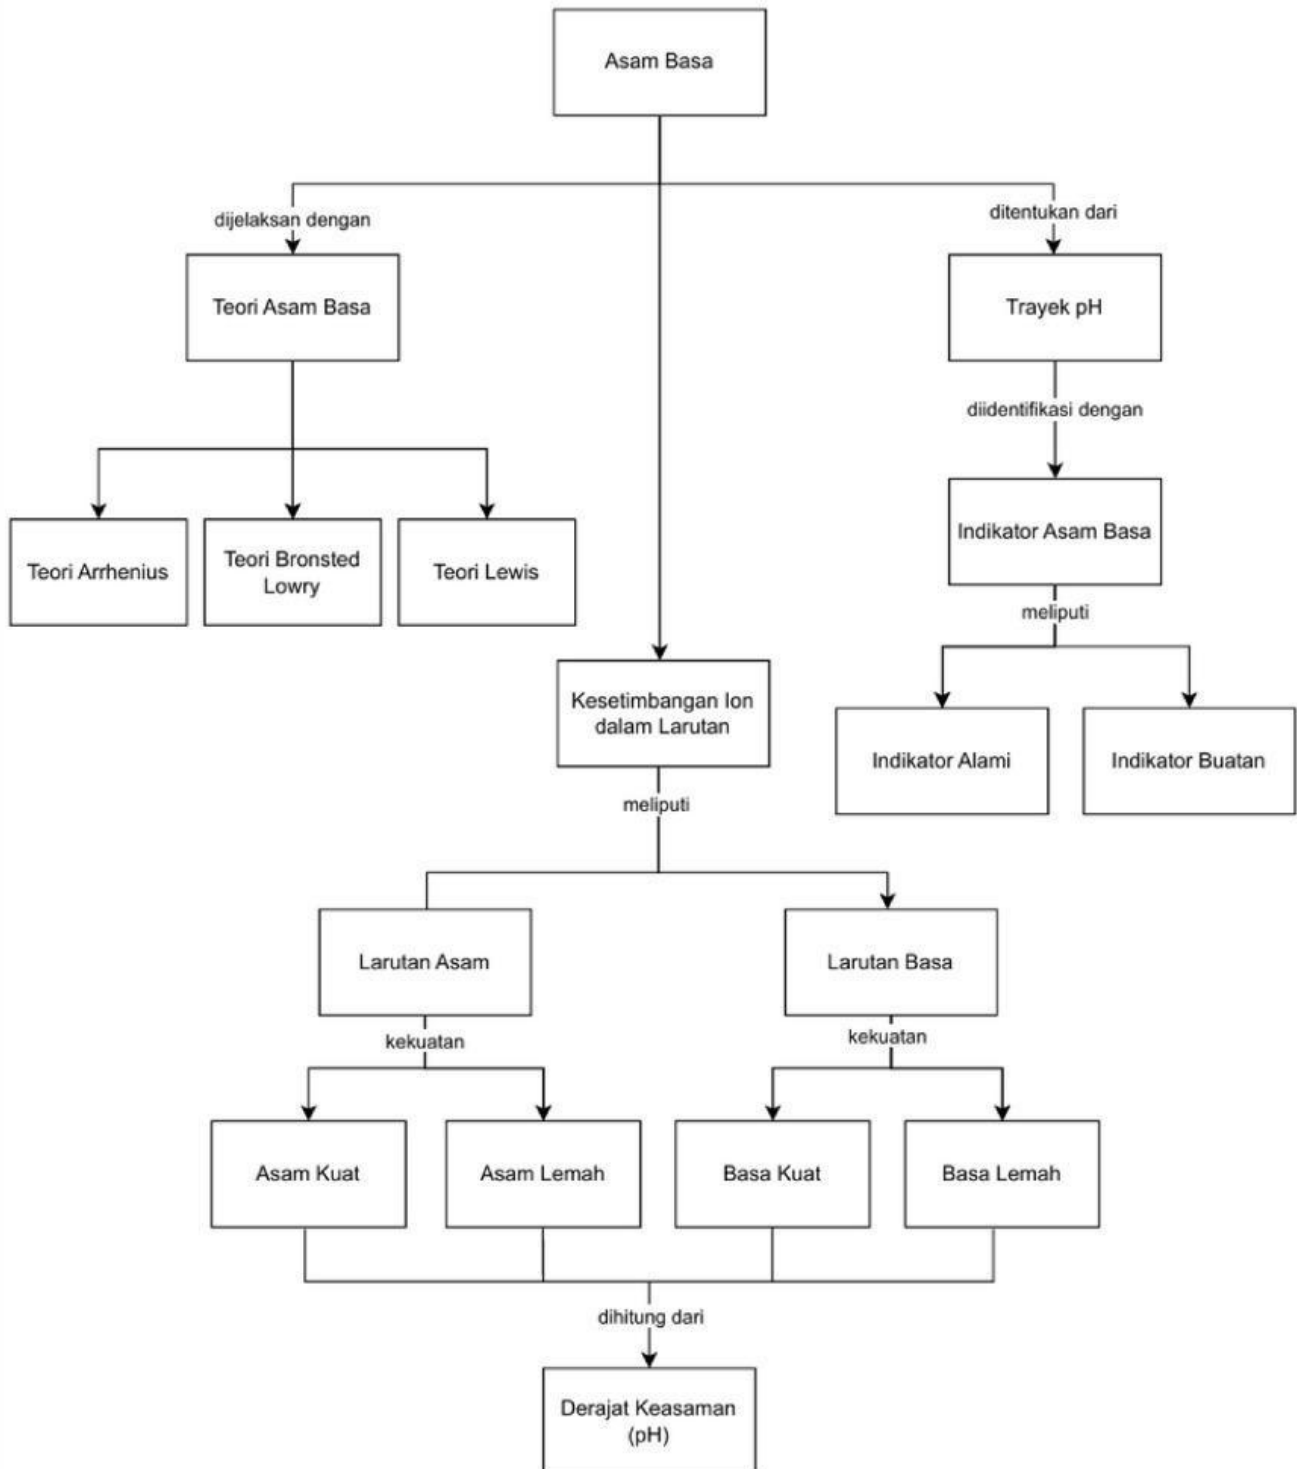 Asam Basa
dijelaksan dengan
ditentukan dari
Teori Asam Basa
Trayek pH
diidentifikasi dengan
Indikator Asam Basa
Teori Arrhenius
Teori Bronsted
Lowry
Teori Lewis
meliputi
Kesetimbangan Ion
dalam Larutan
Indikator Alami
Indikator Buatan
meliputi
Larutan Asam
Larutan Basa
kekuatan
kekuatan
Asam Kuat
Asam Lemah
Basa Kuat
Basa Lemah
dihitung dari
Derajat Keasaman
(pH)